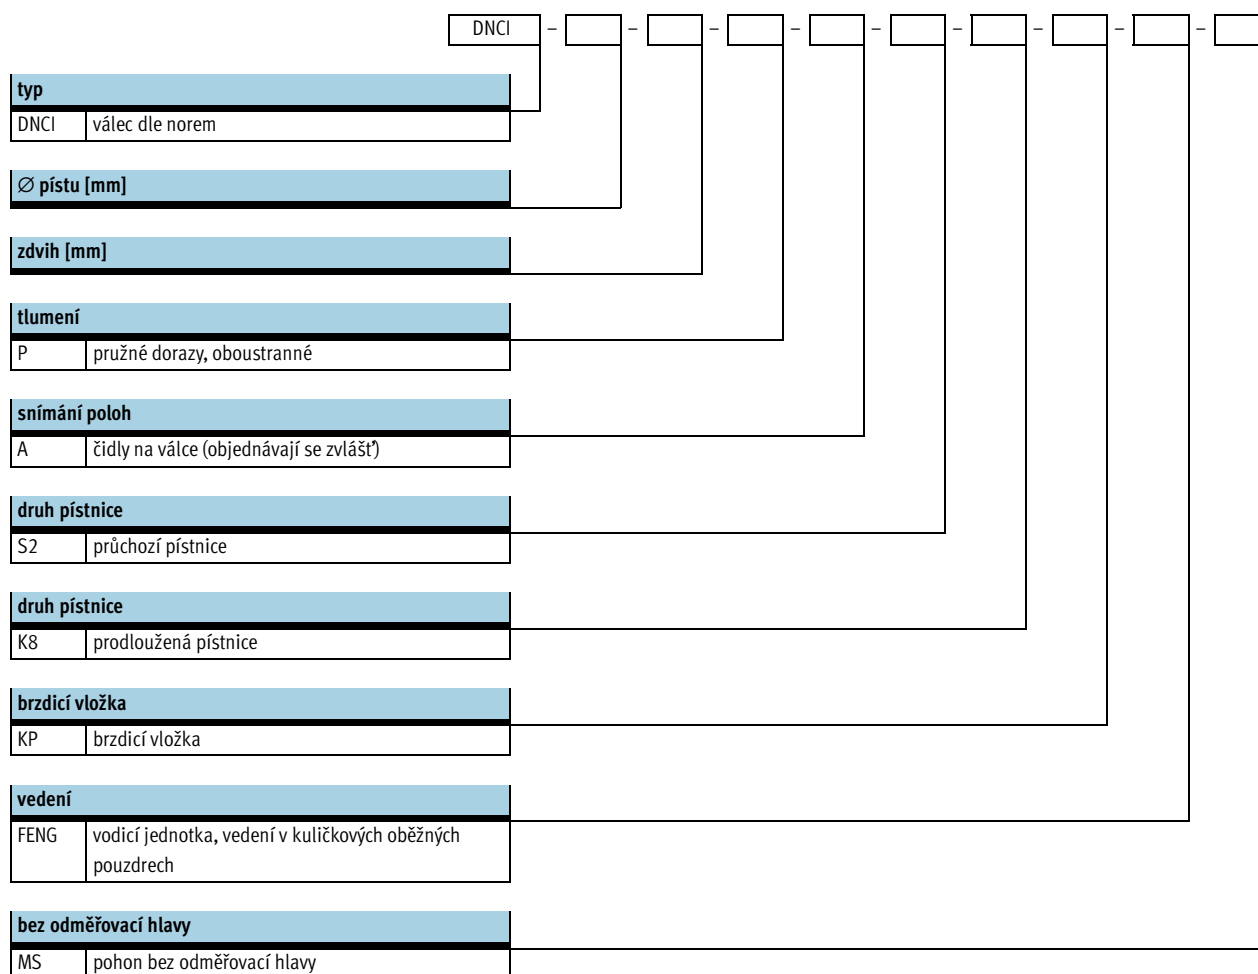 DNCI – – – – – – – – –
typ
DNCI válec dle norem
∅ pístu [mm]
zdvih [mm]
tlumení
P pružné dorazy, oboustranné
snímání poloh
A čidly na válce (objednávají se zvlášť)
druh pístnice
S2 průchozí pístnice
druh pístnice
K8 prodloužená pístnice
brzdicí vložka
KP brzdicí vložka
vedení
FENG vodicí jednotka, vedení v kuličkových oběžných
pouzdrech
bez odměřovací hlavy
MS pohon bez odměřovací hlavy